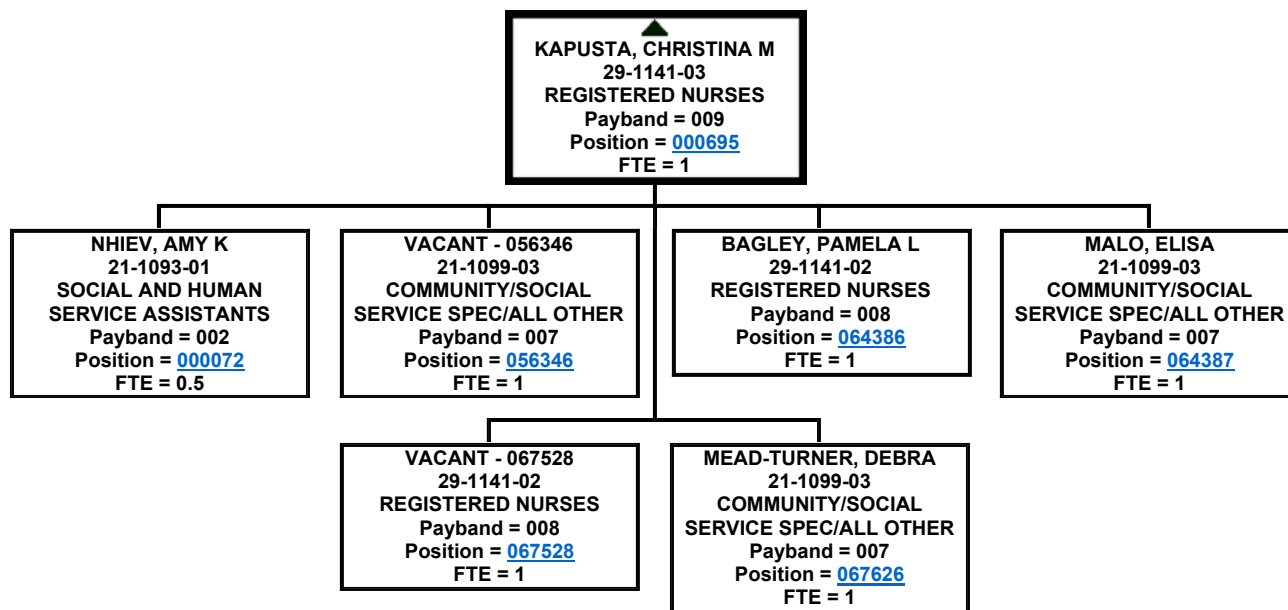 KAPUSTA, CHRISTINA M
29-1141-03
REGISTERED NURSES
Payband = 009
Position = 000695
FTE = 1
NHIEV, AMY K
21-1093-01
SOCIAL AND HUMAN
SERVICE ASSISTANTS
Payband = 002
Position = 000072
FTE = 0.5
VACANT - 056346
21-1099-03
COMMUNITY/SOCIAL
SERVICE SPEC/ALL OTHER
Payband = 007
Position = 056346
FTE = 1
BAGLEY, PAMELA L
29-1141-02
REGISTERED NURSES
Payband = 008
Position = 064386
FTE = 1
MALO, ELISA
21-1099-03
COMMUNITY/SOCIAL
SERVICE SPEC/ALL OTHER
Payband = 007
Position = 064387
FTE = 1
VACANT - 067528
29-1141-02
REGISTERED NURSES
Payband = 008
Position = 067528
FTE = 1
MEAD-TURNER, DEBRA
21-1099-03
COMMUNITY/SOCIAL
SERVICE SPEC/ALL OTHER
Payband = 007
Position = 067626
FTE = 1